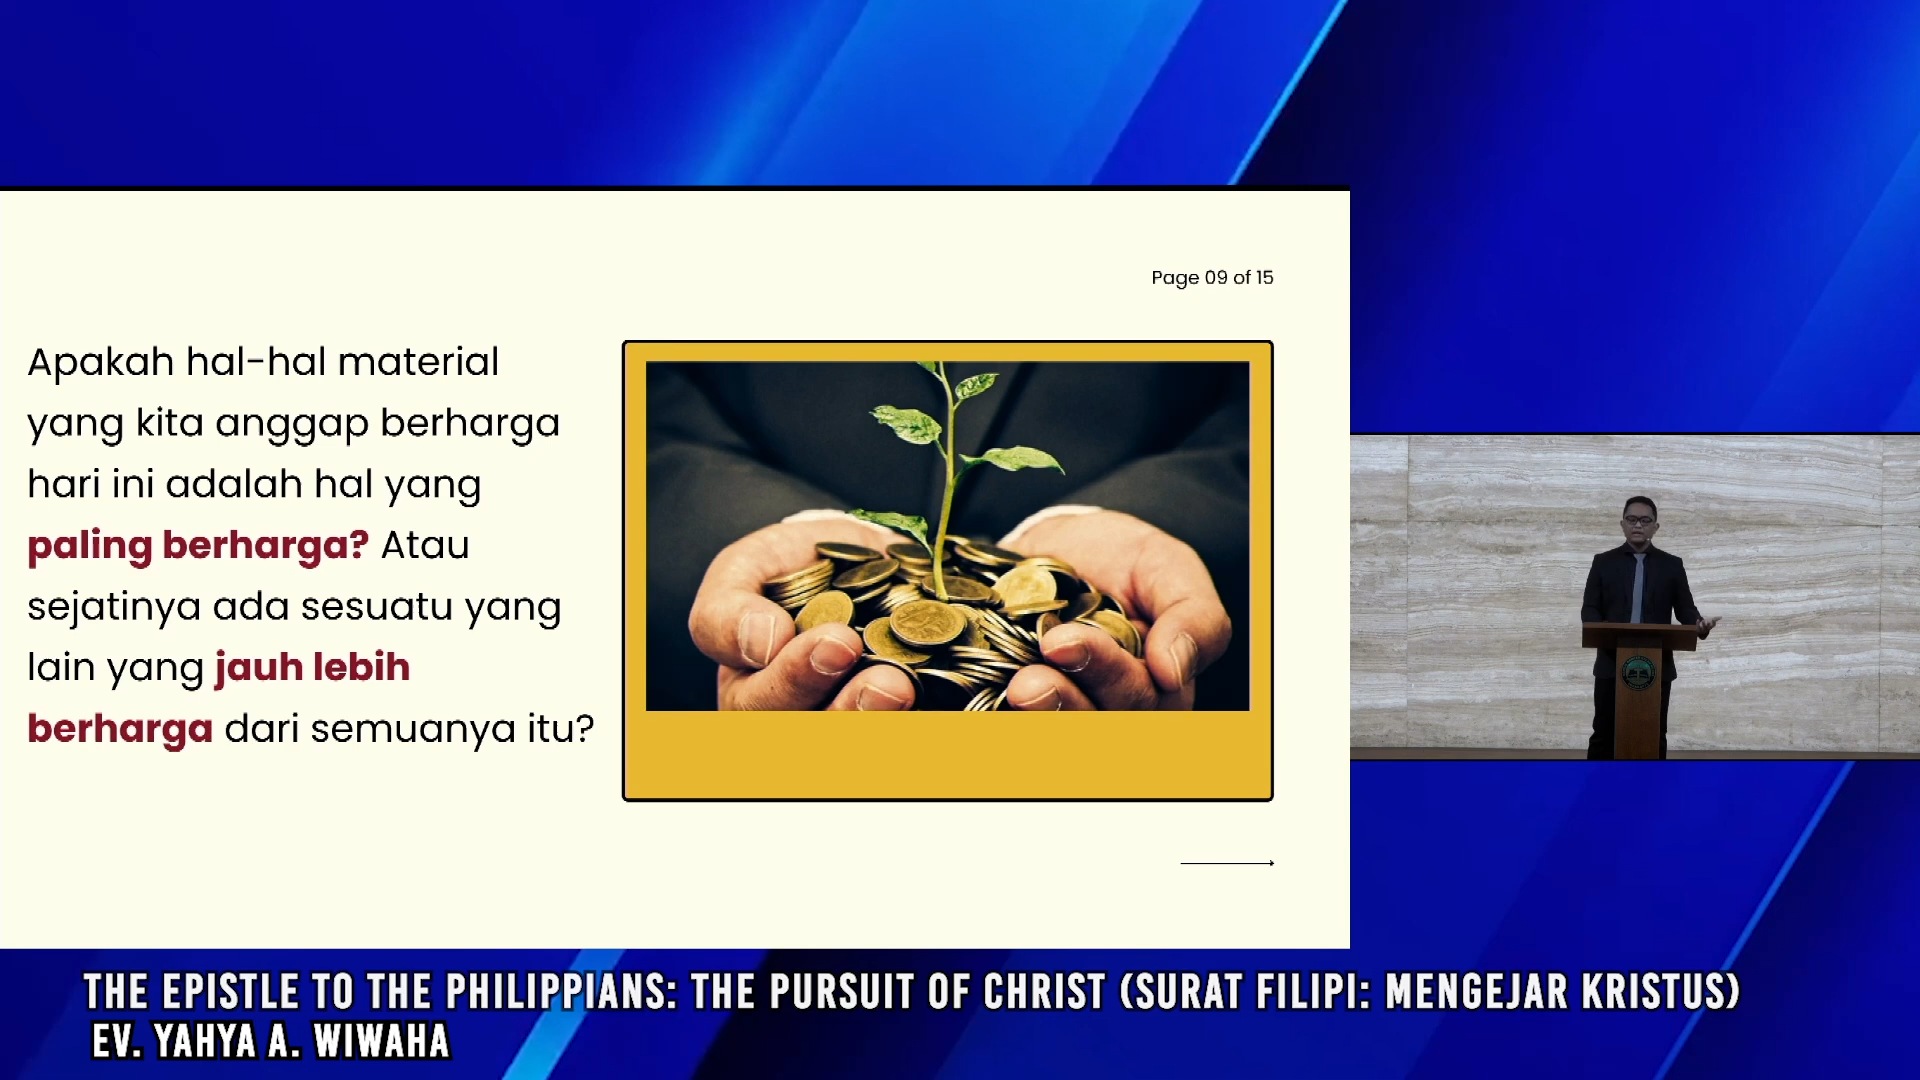 Page 09 of 15
Apakah hal-hal material
yang kita anggap berharga
hari ini adalah hal yang
paling berharga? Atau
sejatinya ada sesuatu yang
lain yang jauh lebih
berharga dari semuanya itu?
THE EPISTLE TO THE PHILIPPIANS: THE PURSUIT OF CHRIST (SURAT FILIPI: MENGEJAR KRISTUS)
EV. YAHYA A. WIWAHA